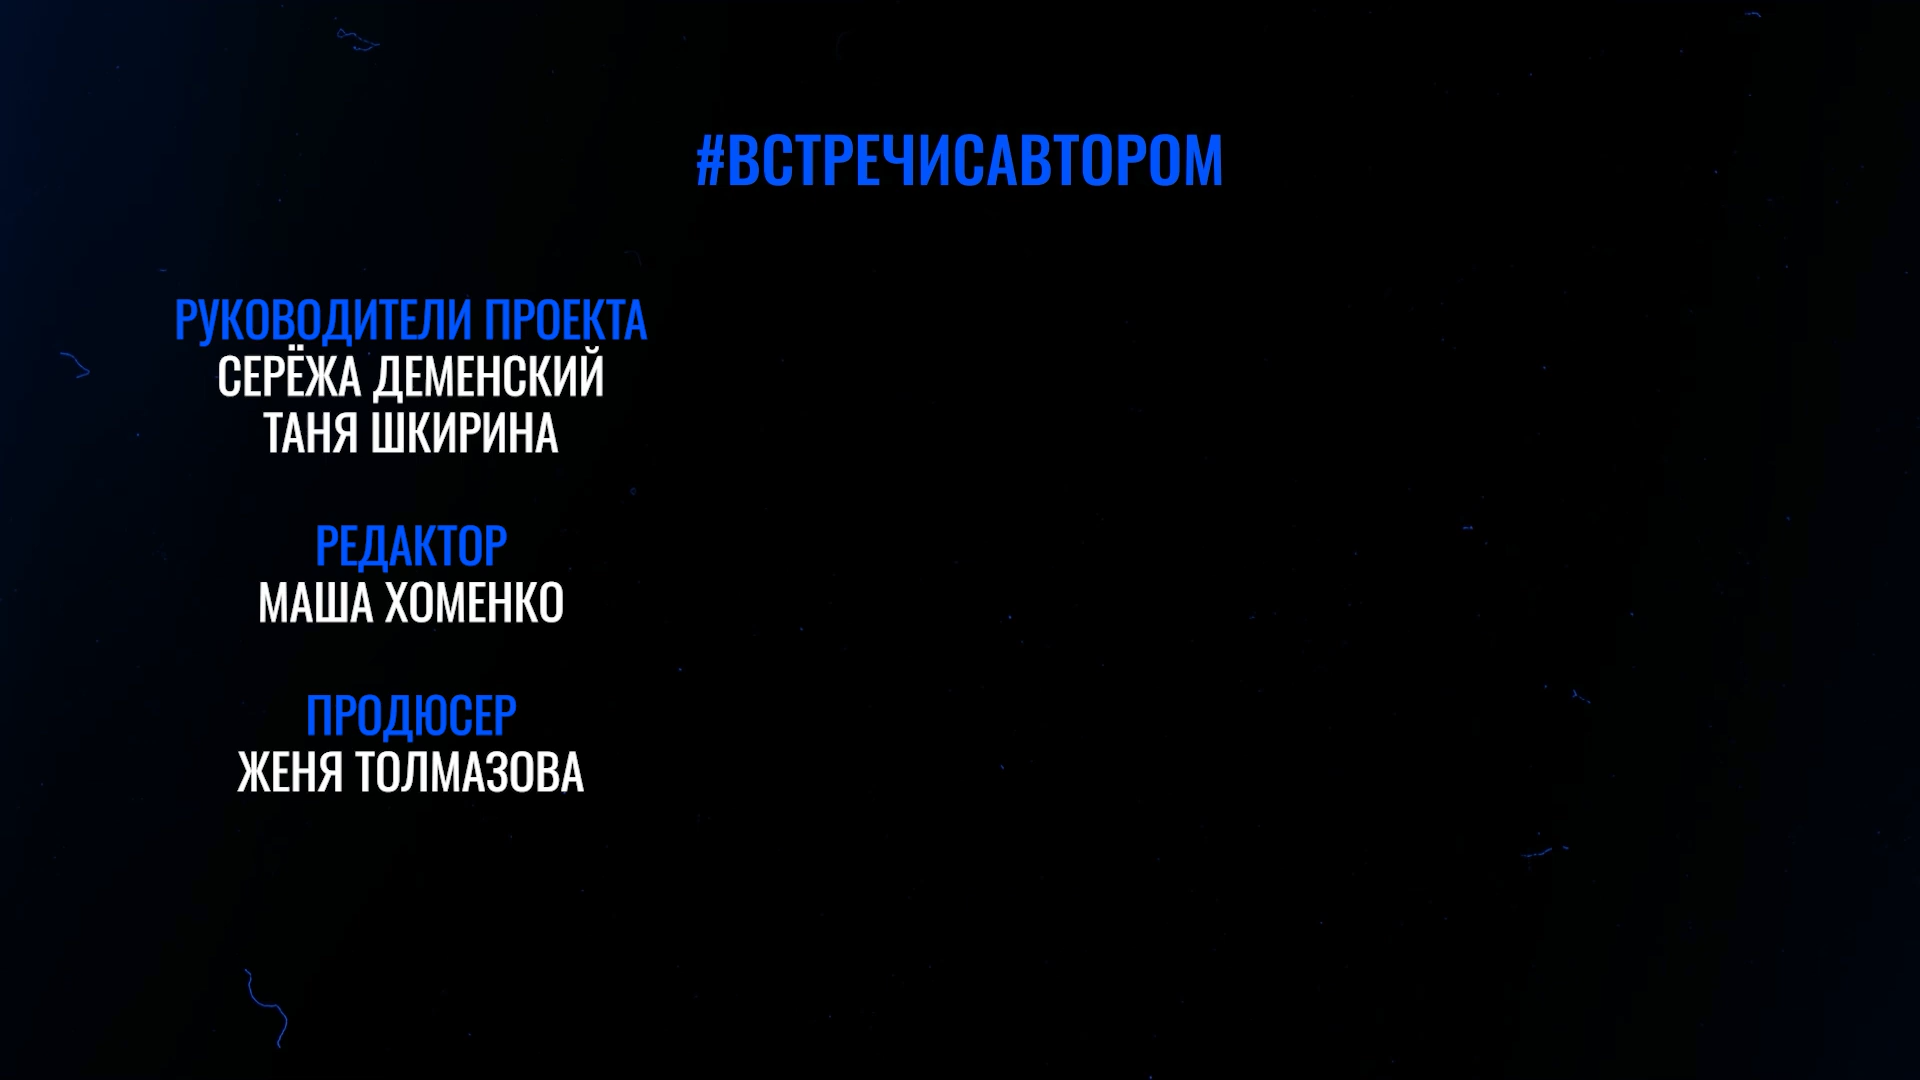 #ВСТРЕЧИСАВТОРОМ
РУКОВОДИТЕЛИ ПРОЕКТА
СЕРЁЖА ДЕМЕНСКИЙ
ТАНЯ ШКИРИНА
РЕДАКТОР
МАША ХОМЕНКО
ПРОДЮСЕР
ЖЕНЯ ТОЛМАЗОВА